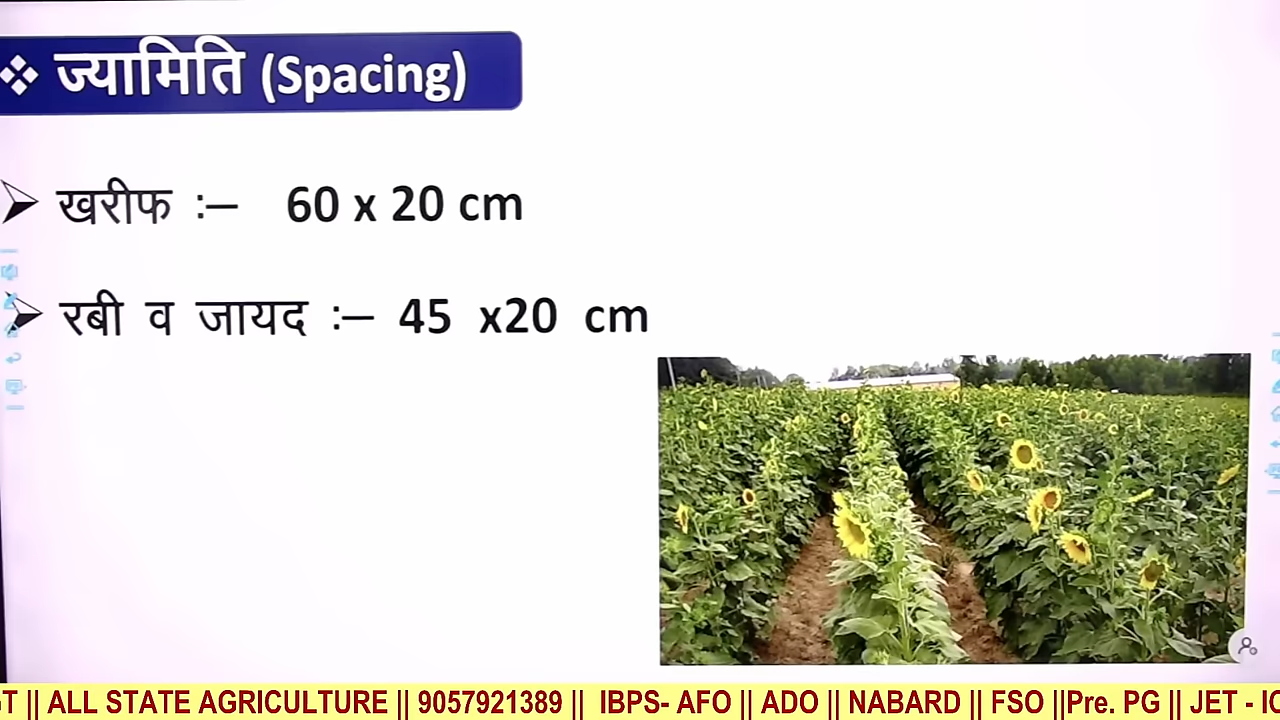 ❖ ज्यामिति (Spacing)
➢ खरीफ :– 60 x 20 cm
➢ रबी व जायद :– 45 x20 cm
|| ALL STATE AGRICULTURE || 9057921389 || IBPS- AFO || ADO || NABARD || FSO ||Pre. PG || JET -